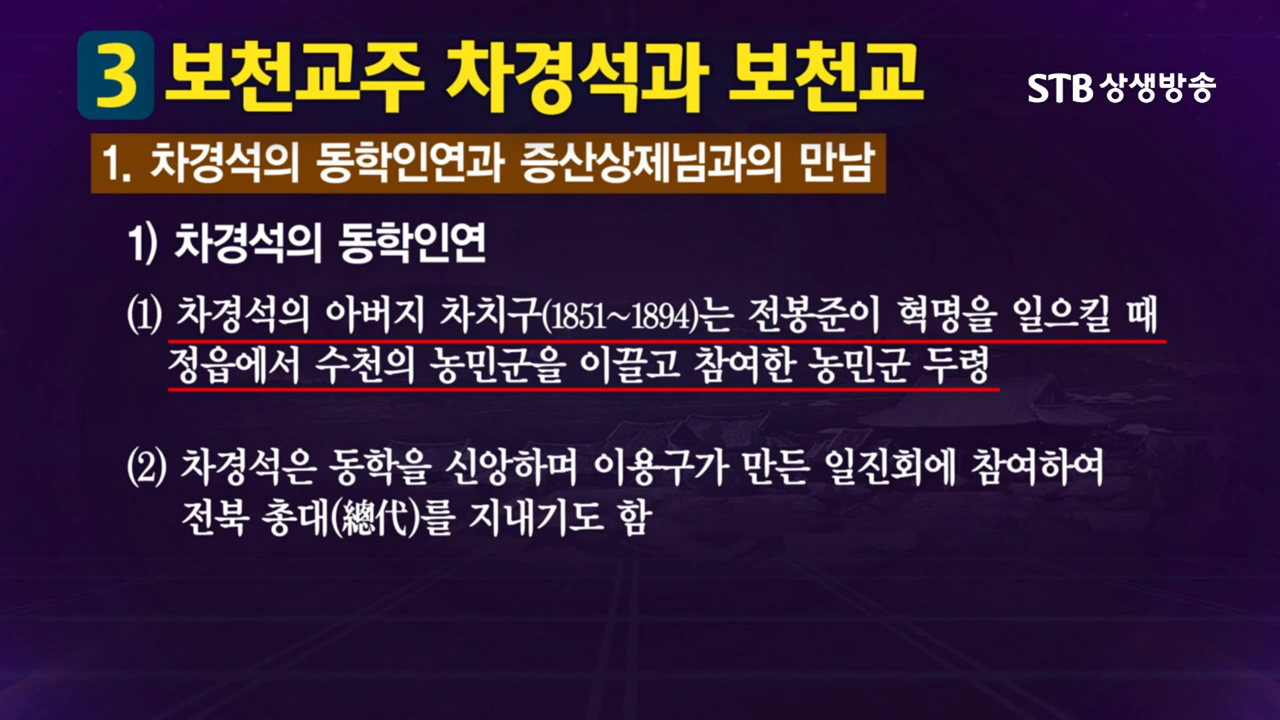 3 보천교주 차경석과 보천교
STB 상생방송
1. 차경석의 동학인연과 증산상제님과의 만남
1) 차경석의 동학인연
(1) 차경석의 아버지 차치구(1851~1894)는 전봉준이 혁명을 일으킬 때
정읍에서 수천의 농민군을 이끌고 참여한 농민군 두령
(2) 차경석은 동학을 신앙하며 이용구가 만든 일진회에 참여하여
전북 총대(總代)를 지내기도 함